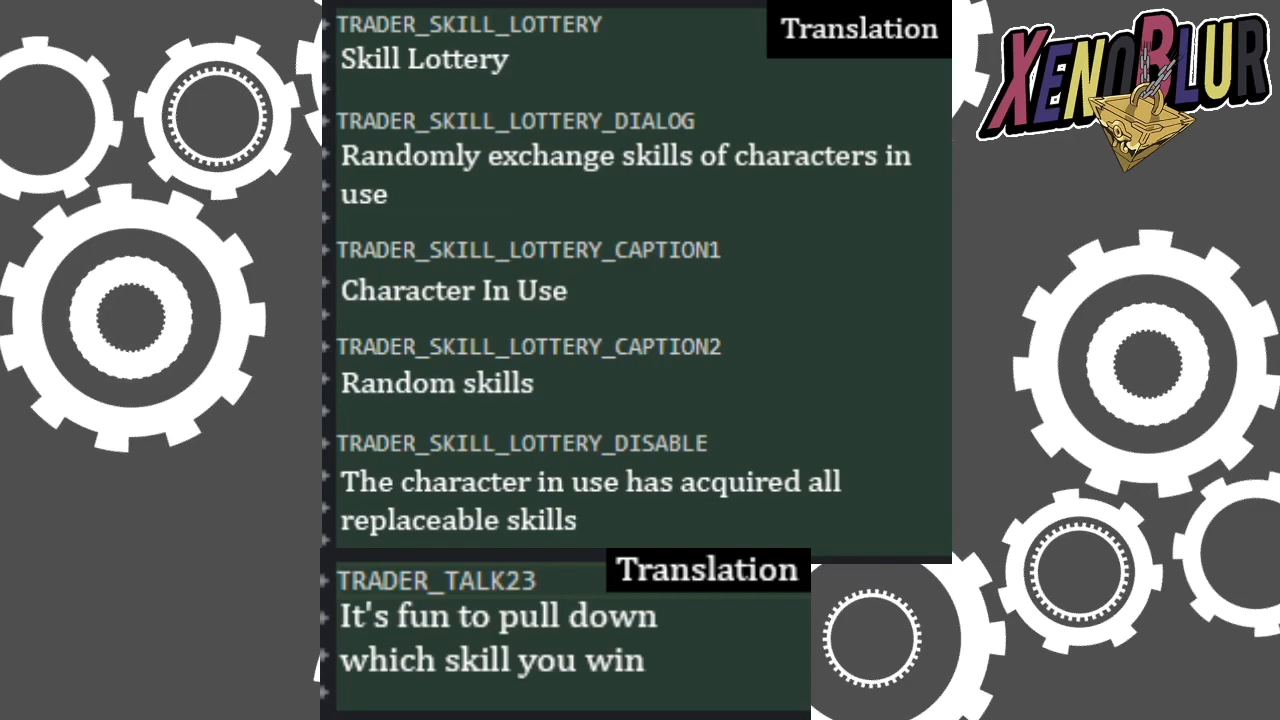 TRADER_SKILL_LOTTERY
Translation
Skill Lottery
XENOBLUR
TRADER_SKILL_LOTTERY_DIALOG
Randomly exchange skills of characters in
use
TRADER_SKILL_LOTTERY_CAPTION1
Character In Use
TRADER_SKILL_LOTTERY_CAPTION2
Random skills
TRADER_SKILL_LOTTERY_DISABLE
The character in use has acquired all
replaceable skills
Translation
TRADER_TALK23
It's fun to pull down
which skill you win